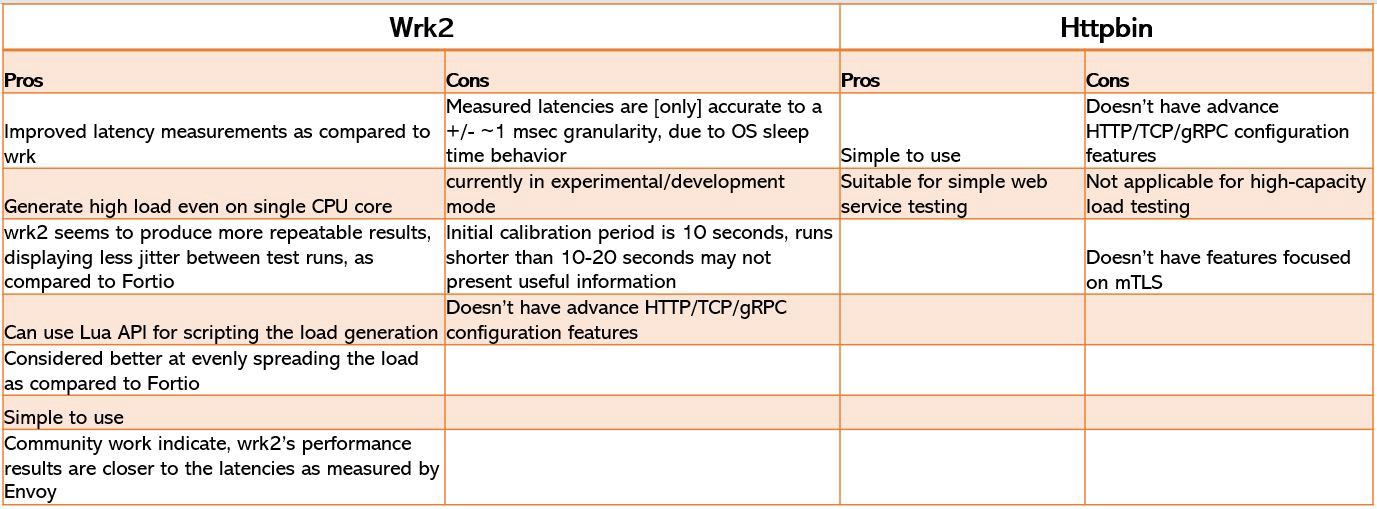 Wrk2
Httpbin
Pros
Cons
Pros
Cons
Improved latency measurements as compared to
wrk
Measured latencies are [only] accurate to a
+/- ~1 msec granularity, due to OS sleep
time behavior
Simple to use
Doesn't have advance
HTTP/TCP/gRPC configuration
features
Generate high load even on single CPU core
currently in experimental/development
mode
Suitable for simple web
service testing
Not applicable for high-capacity
load testing
wrk2 seems to produce more repeatable results,
displaying less jitter between test runs, as
compared to Fortio
Initial calibration period is 10 seconds, runs
shorter than 10-20 seconds may not
present useful information
Doesn't have features focused
on mTLS
Can use Lua API for scripting the load generation
Doesn't have advance HTTP/TCP/gRPC
configuration features
Considered better at evenly spreading the load
as compared to Fortio
Simple to use
Community work indicate, wrk2's performance
results are closer to the latencies as measured by
Envoy